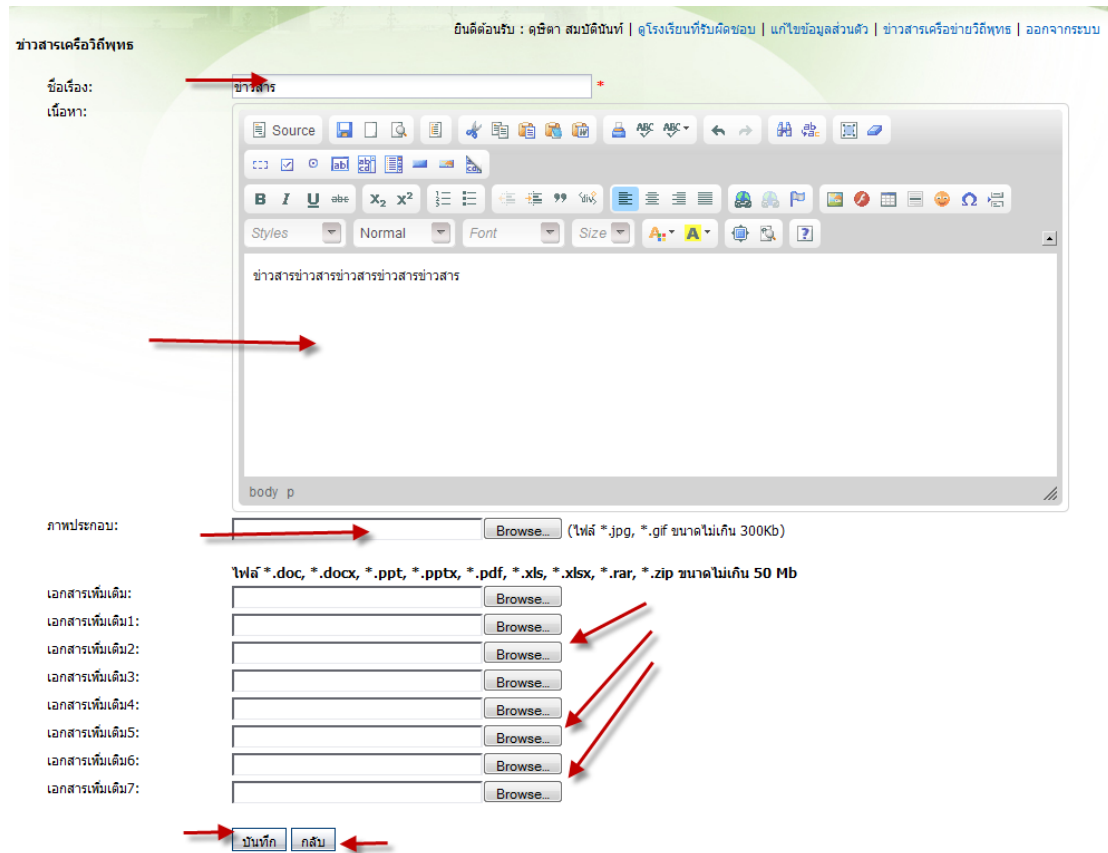 ยินดีต้อนรับ : ดุษิตา สมบัตินันท์ | ดูโรงเรียนที่รับผิดชอบ | แก้ไขข้อมูลส่วนตัว | ข่าวสารเครือข่ายวิถีพุทธ | ออกจากระบบ
ข่าวสารเครือวิถีพุทธ
ชื่อเรื่อง: ข่าวสาร *
เนื้อหา:
Source ABC ABC
B I U abc X₂ X² ABC
Styles Normal Font Size A A ?
ข่าวสารข่าวสารข่าวสารข่าวสารข่าวสาร
body p
ภาพประกอบ: Browse... (ไฟล์ *.jpg, *.gif ขนาดไม่เกิน 300Kb)
ไฟล์ *.doc, *.docx, *.ppt, *.pptx, *.pdf, *.xls, *.xlsx, *.rar, *.zip ขนาดไม่เกิน 50 Mb
เอกสารเพิ่มเติม: Browse...
เอกสารเพิ่มเติม1: Browse...
เอกสารเพิ่มเติม2: Browse...
เอกสารเพิ่มเติม3: Browse...
เอกสารเพิ่มเติม4: Browse...
เอกสารเพิ่มเติม5: Browse...
เอกสารเพิ่มเติม6: Browse...
เอกสารเพิ่มเติม7: Browse...
บันทึก กลับ